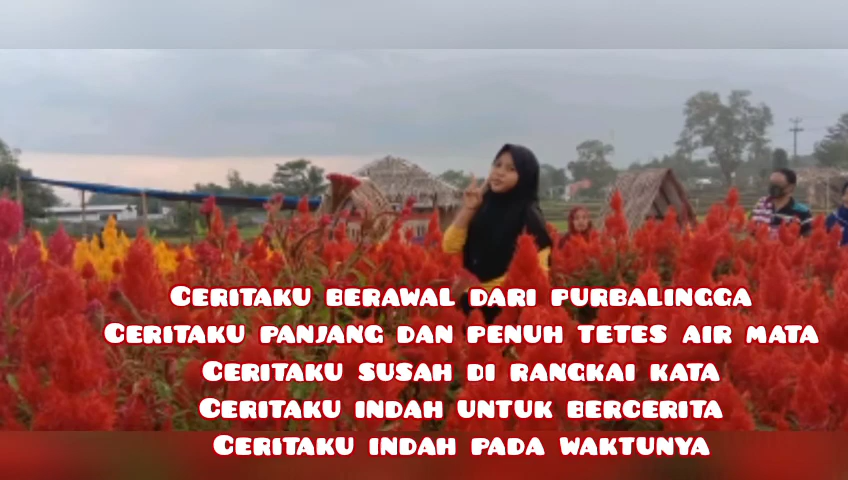 Ceritaku berawal dari purbalingga
Ceritaku panjang dan penuh tetes air mata
Ceritaku susah di rangkai kata
Ceritaku indah untuk bercerita
Ceritaku indah pada waktunya